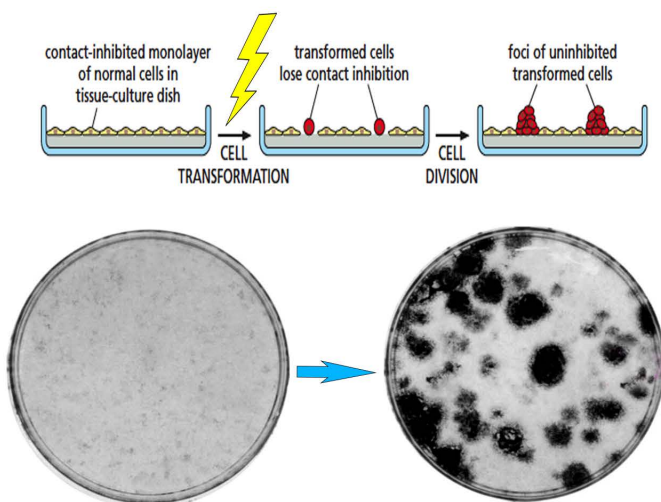 contact-inhibited monolayer
of normal cells in
tissue-culture dish
transformed cells
lose contact inhibition
foci of uninhibited
transformed cells
CELL
TRANSFORMATION
CELL
DIVISION